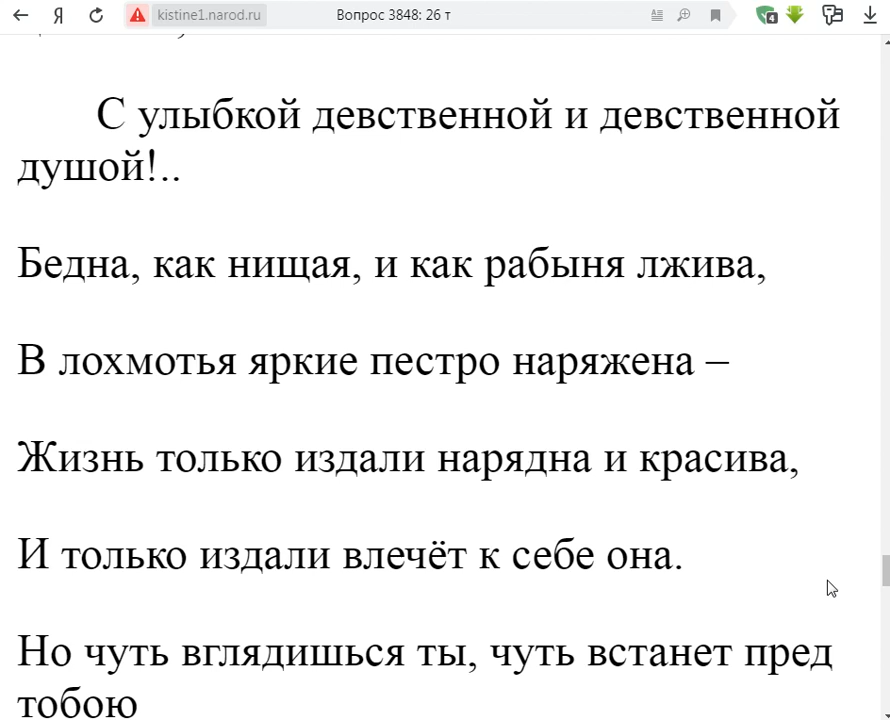 kistine1.narod.ru
Вопрос 3848: 26 т
4
С улыбкой девственной и девственной
душой!..
Бедна, как нищая, и как рабыня лжива,
В лохмотья яркие пестро наряжена –
Жизнь только издали нарядна и красива,
И только издали влечёт к себе она.
Но чуть вглядишься ты, чуть встанет пред
тобою